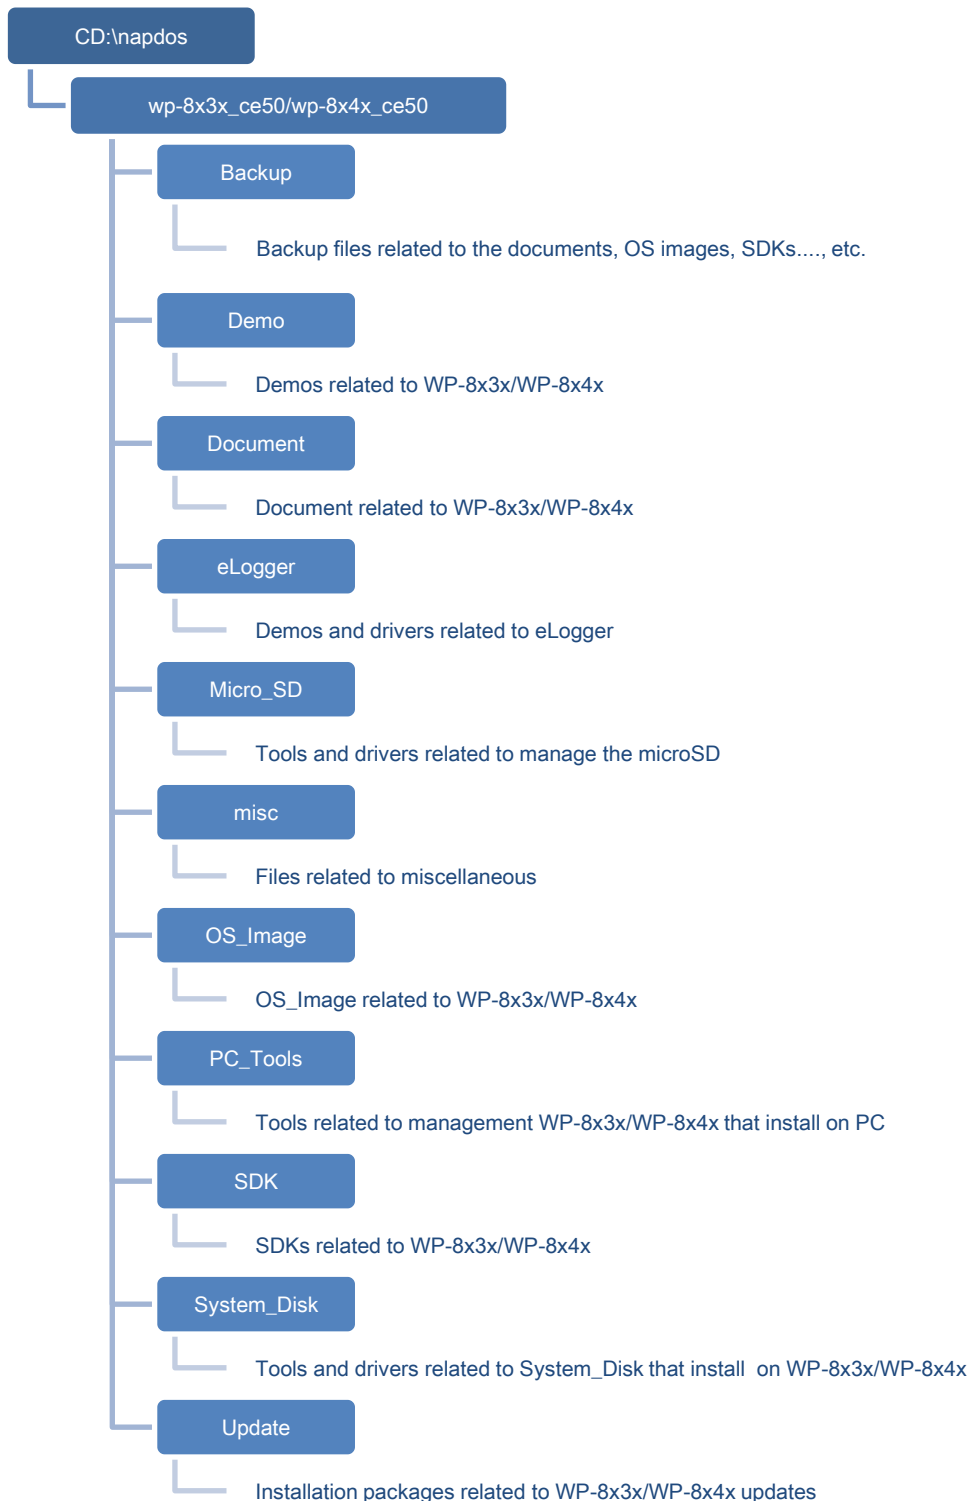 CD:\napdos
wp-8x3x_ce50/wp-8x4x_ce50
Backup
Backup files related to the documents, OS images, SDKs...., etc.
Demo
Demos related to WP-8x3x/WP-8x4x
Document
Document related to WP-8x3x/WP-8x4x
eLogger
Demos and drivers related to eLogger
Micro_SD
Tools and drivers related to manage the microSD
misc
Files related to miscellaneous
OS_Image
OS_Image related to WP-8x3x/WP-8x4x
PC_Tools
Tools related to management WP-8x3x/WP-8x4x that install on PC
SDK
SDKs related to WP-8x3x/WP-8x4x
System_Disk
Tools and drivers related to System_Disk that install  on WP-8x3x/WP-8x4x
Update
Installation packages related to WP-8x3x/WP-8x4x updates